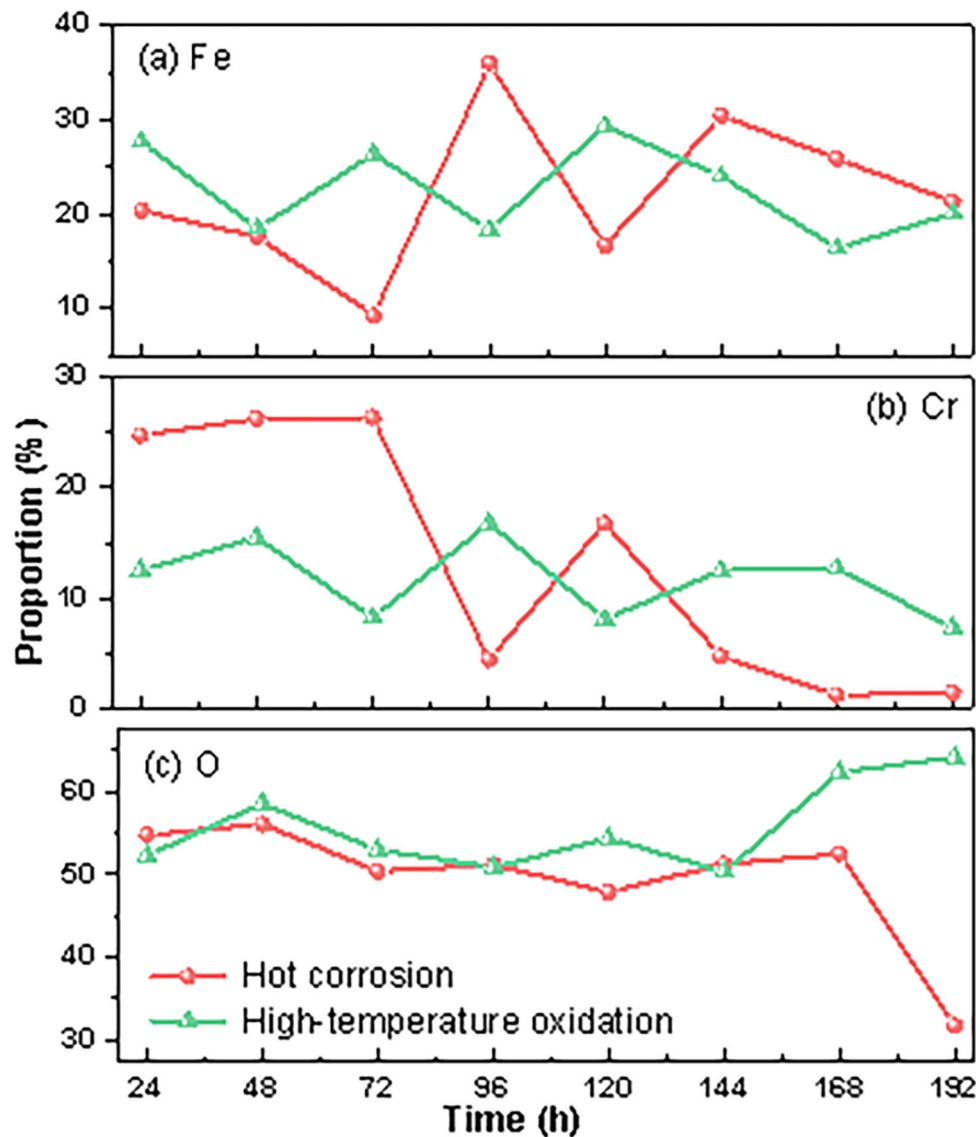 (a) Fe
40
30
20
10
(b) Cr
30
20
10
0
Proportion (%)
(c) O
60
50
40
30
Hot corrosion
High-temperature oxidation
24 48 72 96 120 144 168 192
Time (h)